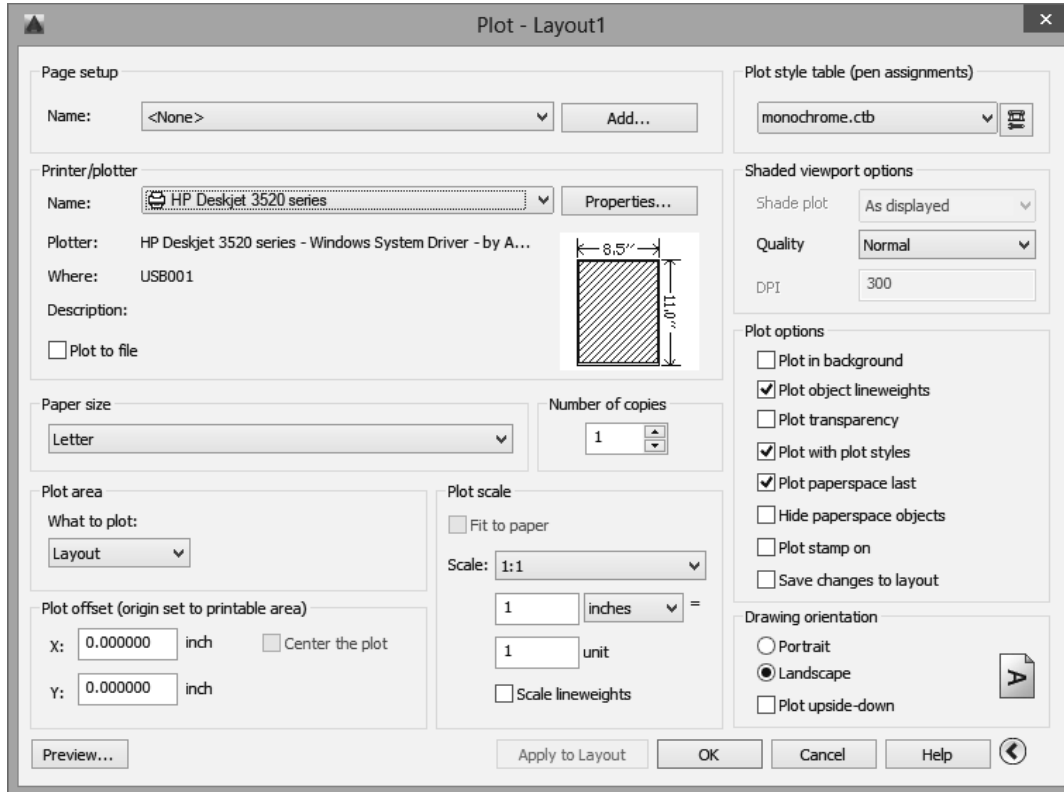 Plot - Layout1
Page setup
Name: <None> Add...
Printer/plotter
Name: HP Deskjet 3520 series Properties...
Plotter: HP Deskjet 3520 series - Windows System Driver - by A...
Where: USB001
Description:
Plot to file
8.5″
11.0″
Paper size
Letter
Number of copies
1
Plot area
What to plot:
Layout
Plot offset (origin set to printable area)
X: 0.000000 inch Center the plot
Y: 0.000000 inch
Plot scale
Fit to paper
Scale: 1:1
1 inches =
1 unit
Scale lineweights
Plot style table (pen assignments)
monochrome.ctb
Shaded viewport options
Shade plot As displayed
Quality Normal
DPI 300
Plot options
Plot in background
Plot object lineweights
Plot transparency
Plot with plot styles
Plot paperspace last
Hide paperspace objects
Plot stamp on
Save changes to layout
Drawing orientation
Portrait
Landscape
Plot upside-down
A
Preview... Apply to Layout OK Cancel Help